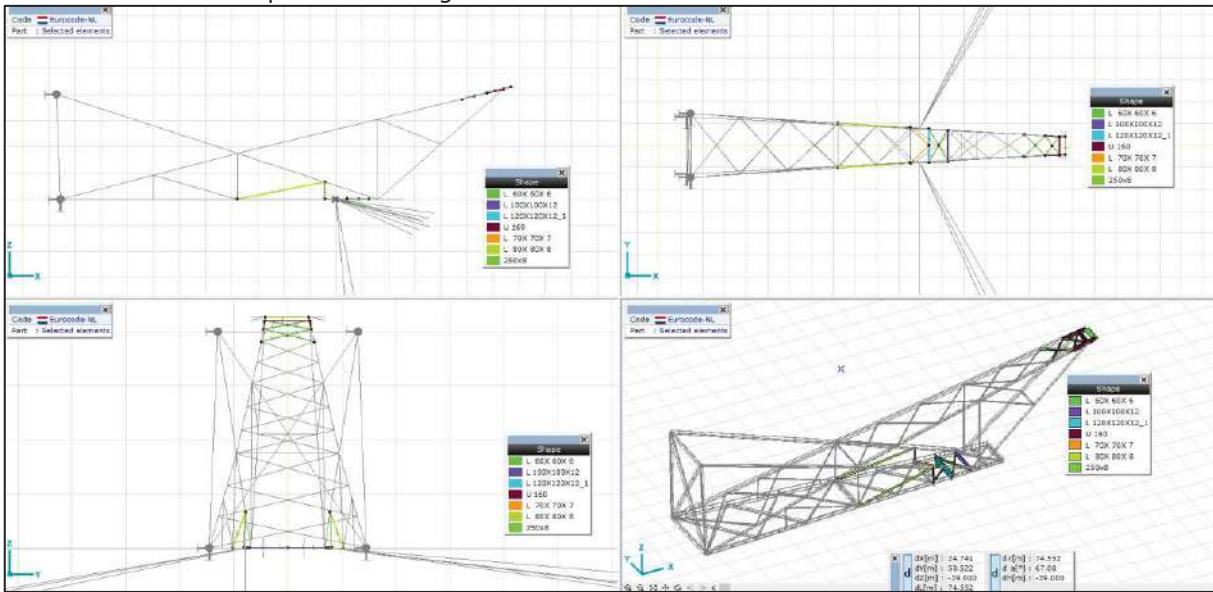 Code Eurocode-NL
Part : Selected elements
Shape
L 60X 60X 6
L 100X100X12
L 120X120X12_1
U 160
L 70X 70X 7
L 80X 80X 8
250x8
Z
X
Code Eurocode-NL
Part : Selected elements
Shape
L 60X 60X 6
L 100X100X12
L 120X120X12_1
U 160
L 70X 70X 7
L 80X 80X 8
250x8
Y
X
Code Eurocode-NL
Part : Selected elements
Shape
L 60X 60X 6
L 100X100X12
L 120X120X12_1
U 160
L 70X 70X 7
L 80X 80X 8
250x8
Z
Y
Code Eurocode-NL
Part : Selected elements
Shape
L 60X 60X 6
L 100X100X12
L 120X120X12_1
U 160
L 70X 70X 7
L 80X 80X 8
250x8
Y
Z
X
d
dX[m] : 24.741
dY[m] : 58.522
dZ[m] : -39.000
dL[m] : 74.552
d
d r[m] : 74.552
d a[°] : 67.08
dh[m] : -39.000